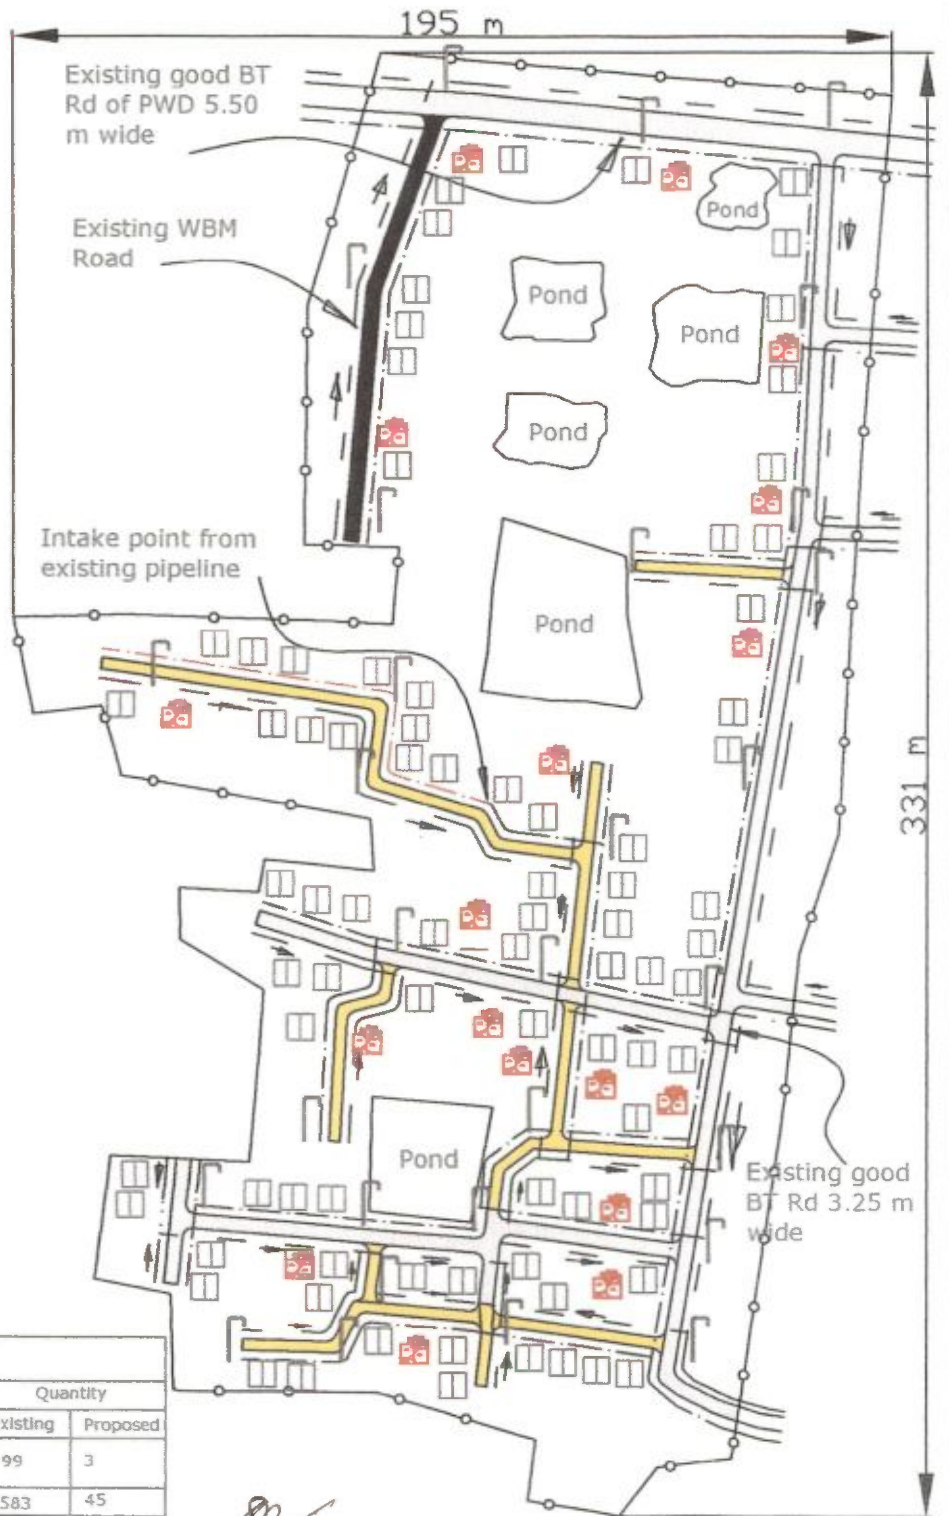 195 m
Existing good BT
Rd of PWD 5.50
m wide
Pond
Existing WBM
Road
Pond
Pond
Pond
Intake point from
existing pipeline
Pond
331 m
Pond
Existing good
BT Rd 3.25 m
wide
Quantity
xisting Proposed
99 3
583 45